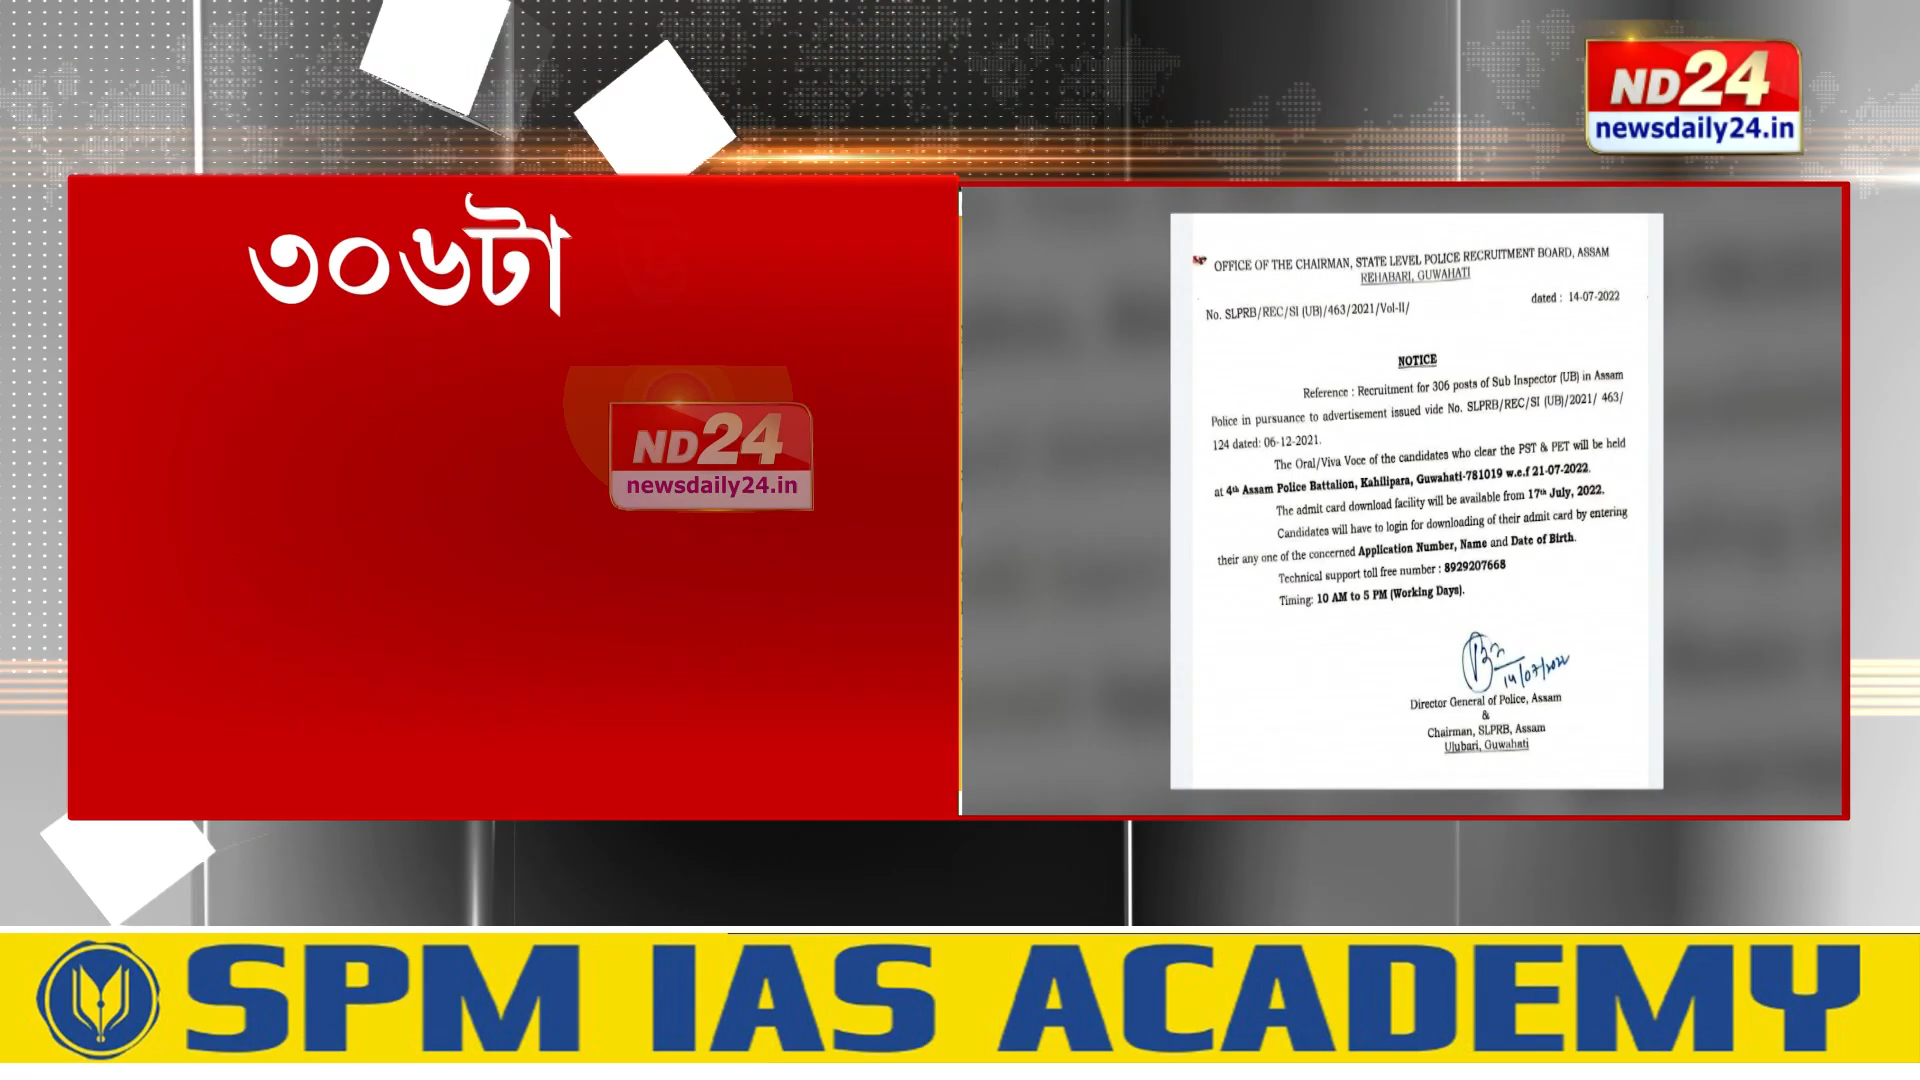 ND24
newsdaily24.in
৩০৬টা
ND24
newsdaily24.in
OFFICE OF THE CHAIRMAN, STATE LEVEL POLICE RECRUITMENT BOARD, ASSAM
REHABARI, GUWAHATI
No. SLPRB/REC/SI (UB)/463/2021/Vol-II/
dated : 14-07-2022
NOTICE
Reference : Recruitment for 306 posts of Sub Inspector (UB) in Assam
Police in pursuance to advertisement issued vide No. SLPRB/REC/SI (UB)/2021/ 463/
124 dated: 06-12-2021.
The Oral/Viva Voce of the candidates who clear the PST & PET will be held
at 4th Assam Police Battalion, Kahilipara, Guwahati-781019 w.e.f 21-07-2022.
The admit card download facility will be available from 17th July, 2022.
Candidates will have to login for downloading of their admit card by entering
their any one of the concerned Application Number, Name and Date of Birth.
Technical support toll free number : 8929207668
Timing: 10 AM to 5 PM (Working Days).
14/07/2022
Director General of Police, Assam
&
Chairman, SLPRB, Assam
Ulubari, Guwahati
SPM IAS ACADEMY